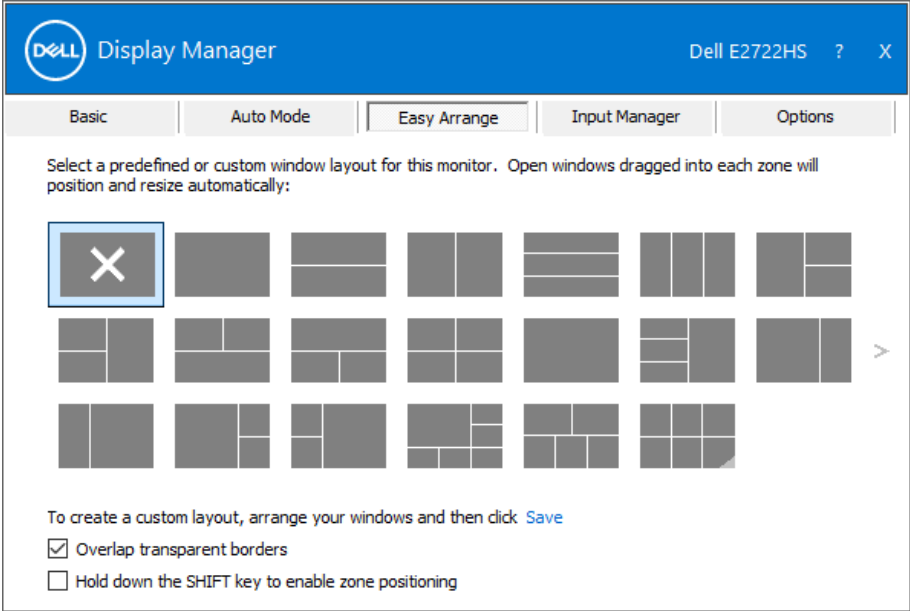 DELL Display Manager Dell E2722HS ? X
Basic Auto Mode Easy Arrange Input Manager Options
Select a predefined or custom window layout for this monitor. Open windows dragged into each zone will
position and resize automatically:
>
To create a custom layout, arrange your windows and then click Save
Overlap transparent borders
Hold down the SHIFT key to enable zone positioning